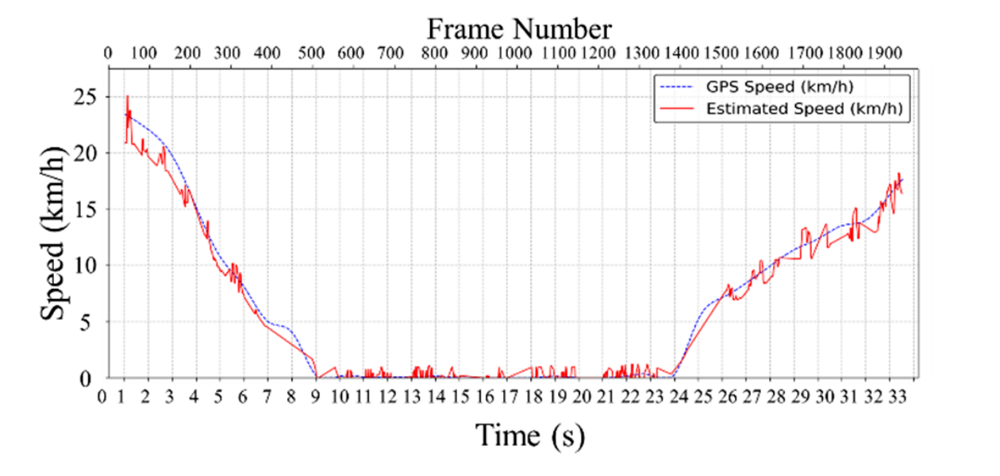 Frame Number
0 100 200 300 400 500 600 700 800 900 1000 1100 1200 1300 1400 1500 1600 1700 1800 1900
GPS Speed (km/h)
Estimated Speed (km/h)
Speed (km/h)
25
20
15
10
5
0
0 1 2 3 4 5 6 7 8 9 10 11 12 13 14 15 16 17 18 19 20 21 22 23 24 25 26 27 28 29 30 31 32 33
Time (s)